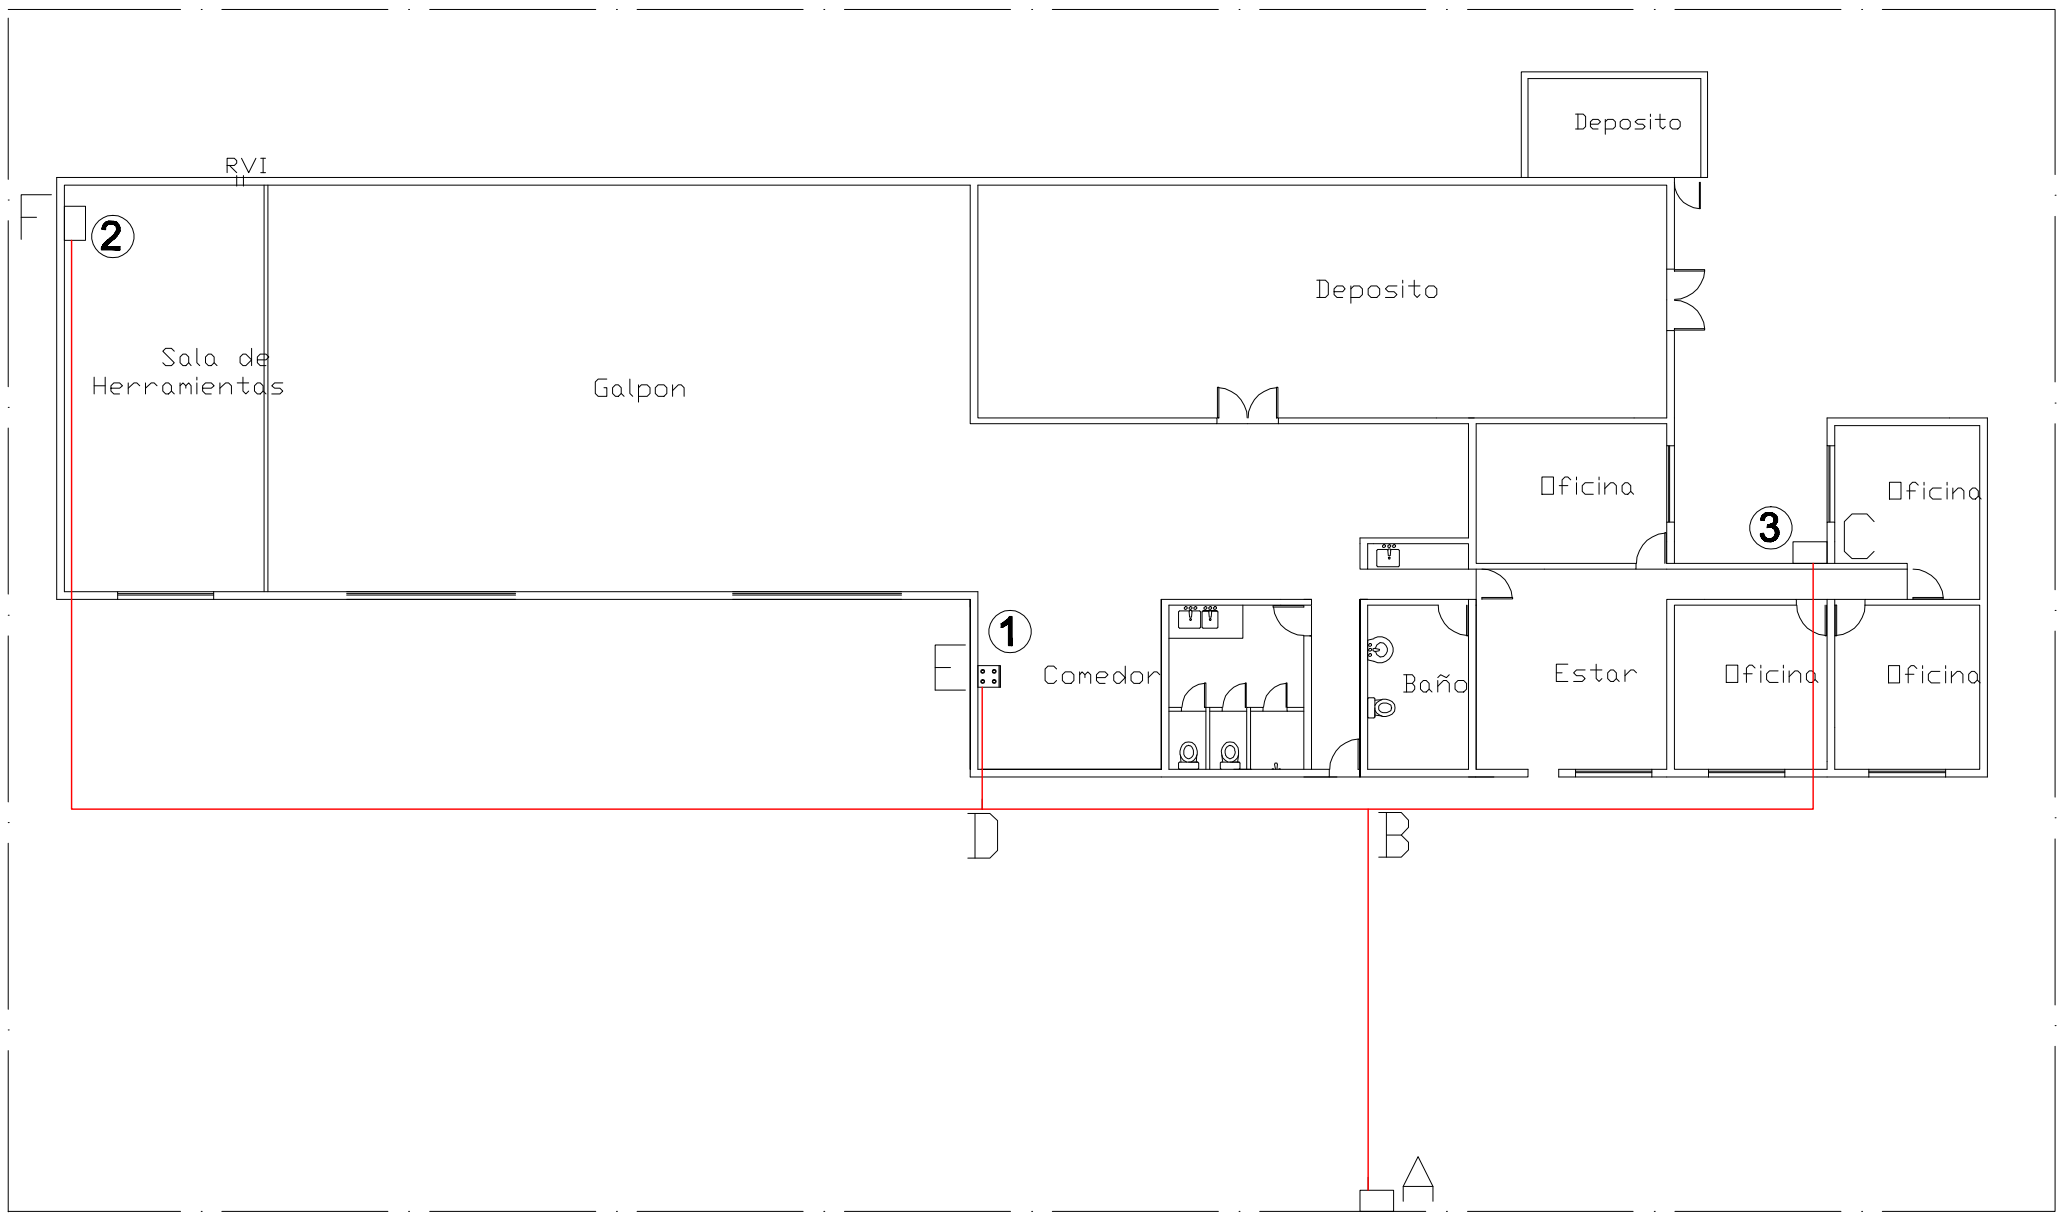 Deposito
RVI
F
2
Deposito
Sala de
Herramientas
Galpon
Oficina
Oficina
3
C
1
E
Comedor
Baño
Estar
Oficina
Oficina
D
B
A